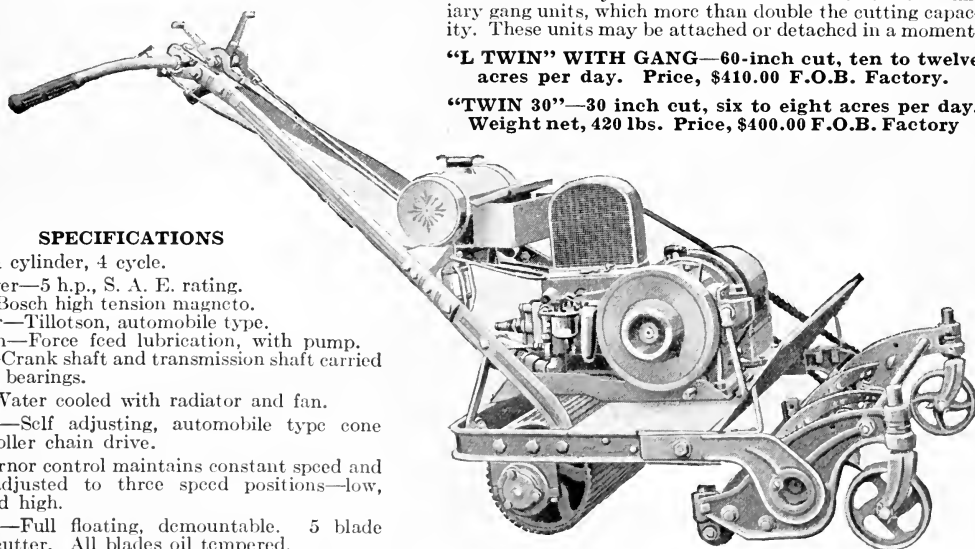 iary gang units, which more than double the cutting capac-
ity. These units may be attached or detached in a moment
“L TWIN” WITH GANG—60-inch cut, ten to twelve
acres per day. Price, $410.00 F.O.B. Factory.
“TWIN 30”—30 inch cut, six to eight acres per day.
Weight net, 420 lbs. Price, $400.00 F.O.B. Factory
SPECIFICATIONS
cylinder, 4 cycle.
er—5 h.p., S. A. E. rating.
Bosch high tension magneto.
r—Tillotson, automobile type.
n—Force feed lubrication, with pump.
Crank shaft and transmission shaft carried
bearings.
Water cooled with radiator and fan.
—Self adjusting, automobile type cone
oller chain drive.
rnor control maintains constant speed and
adjusted to three speed positions—low,
d high.
—Full floating, demountable. 5 blade
cutter. All blades oil tempered.